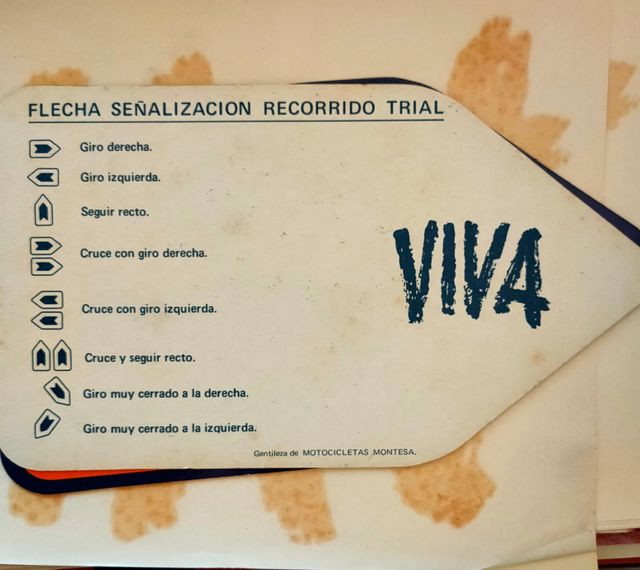 FLECHA SEÑALIZACION RECORRIDO TRIAL
Giro derecha.
Giro izquierda.
Seguir recto.
Cruce con giro derecha.
Cruce con giro izquierda.
Cruce y seguir recto.
Giro muy cerrado a la derecha.
Giro muy cerrado a la izquierda.
VIVA
Gentileza de MOTOCICLETAS MONTESA.